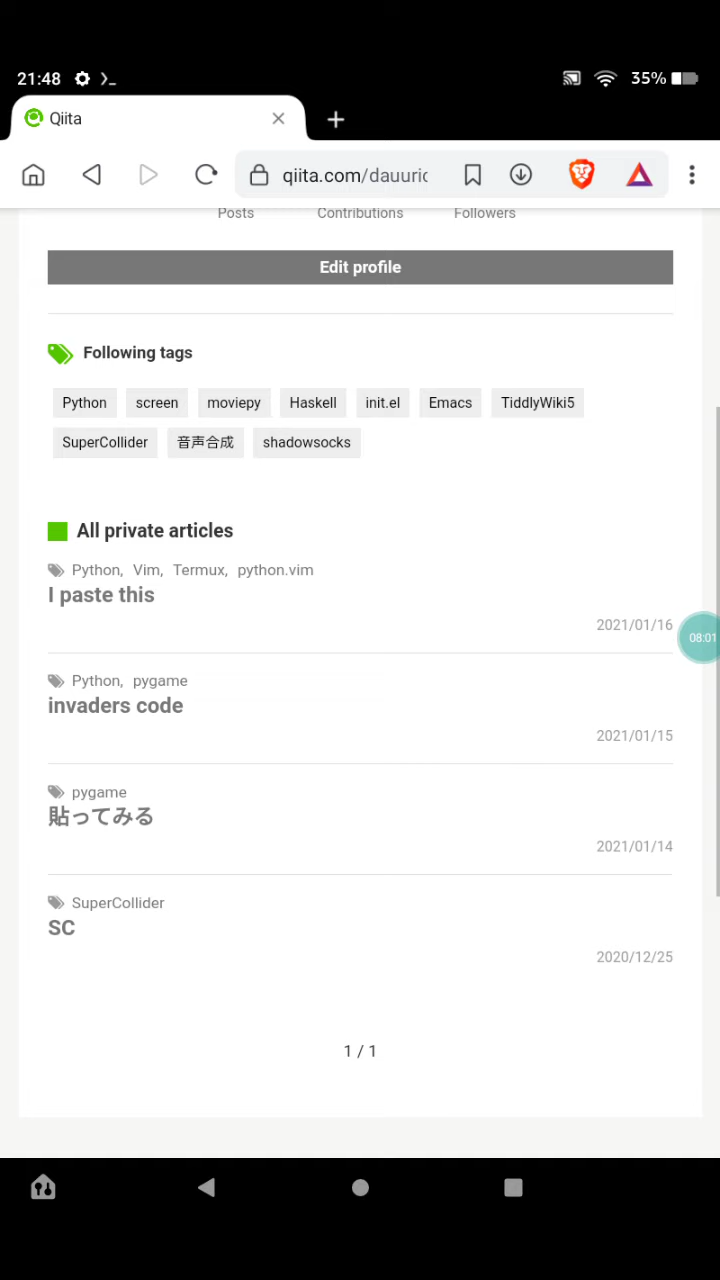 21:48
35%
Qiita
qiita.com/dauuric
Posts Contributions Followers
Edit profile
Following tags
Python screen moviepy Haskell init.el Emacs TiddlyWiki5
SuperCollider 音声合成 shadowsocks
All private articles
Python, Vim, Termux, python.vim
I paste this
2021/01/16
08:01
Python, pygame
invaders code
2021/01/15
pygame
貼ってみる
2021/01/14
SuperCollider
SC
2020/12/25
1 / 1